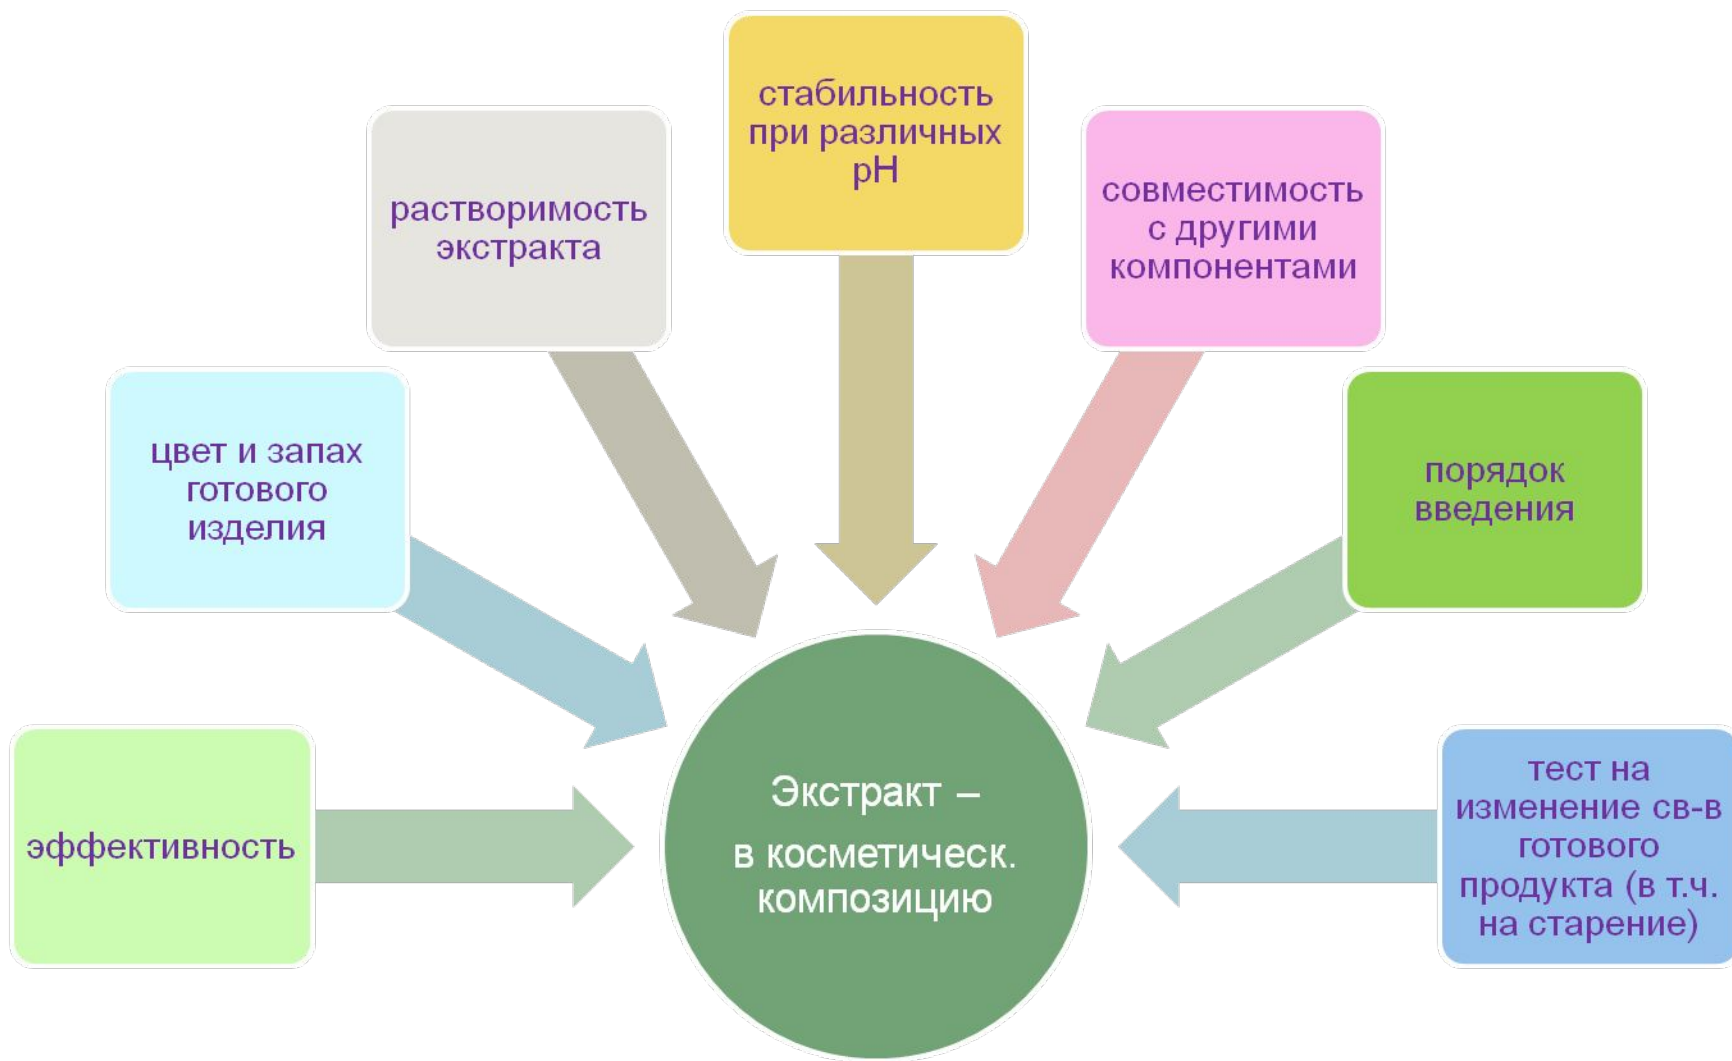 эффективность
цвет и запах
готового
изделия
растворимость
экстракта
стабильность
при различных
рН
совместимость
с другими
компонентами
порядок
введения
тест на
изменение св-в
готового
продукта (в т.ч.
на старение)
Экстракт –
в косметическ.
композицию